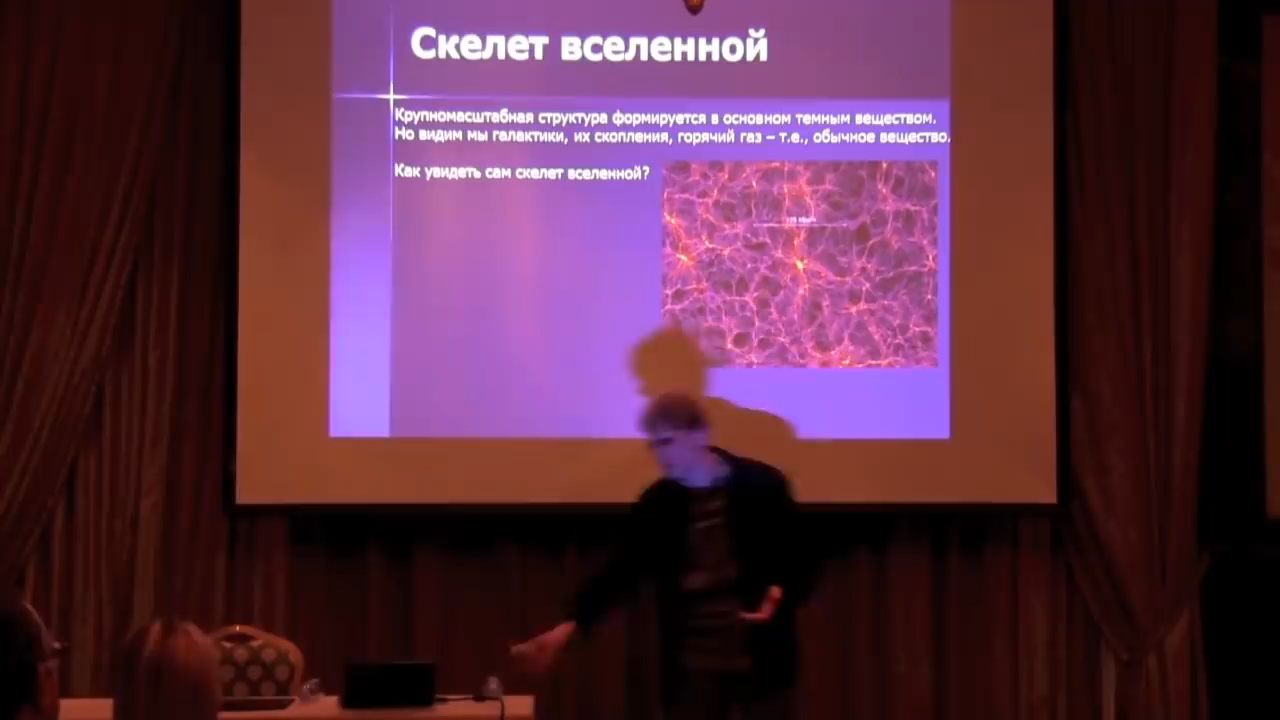 Скелет вселенной
Крупномасштабная структура формируется в основном темным веществом.
Но видим мы галактики, их скопления, горячий газ – т.е., обычное вещество.
Как увидеть сам скелет вселенной?